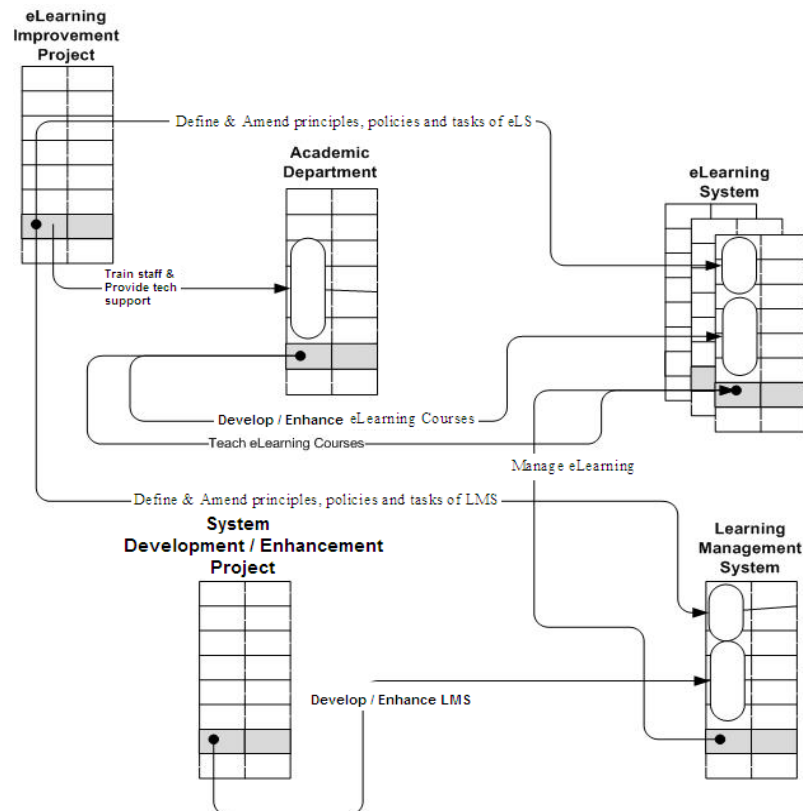 eLearning
Improvement
Project
Define & Amend principles, policies and tasks of eLS
Academic
Department
eLearning
System
Train staff &
Provide tech
support
Develop / Enhance eLearning Courses
Teach eLearning Courses
Manage eLearning
Define & Amend principles, policies and tasks of LMS
System
Development / Enhancement
Project
Learning
Management
System
Develop / Enhance LMS